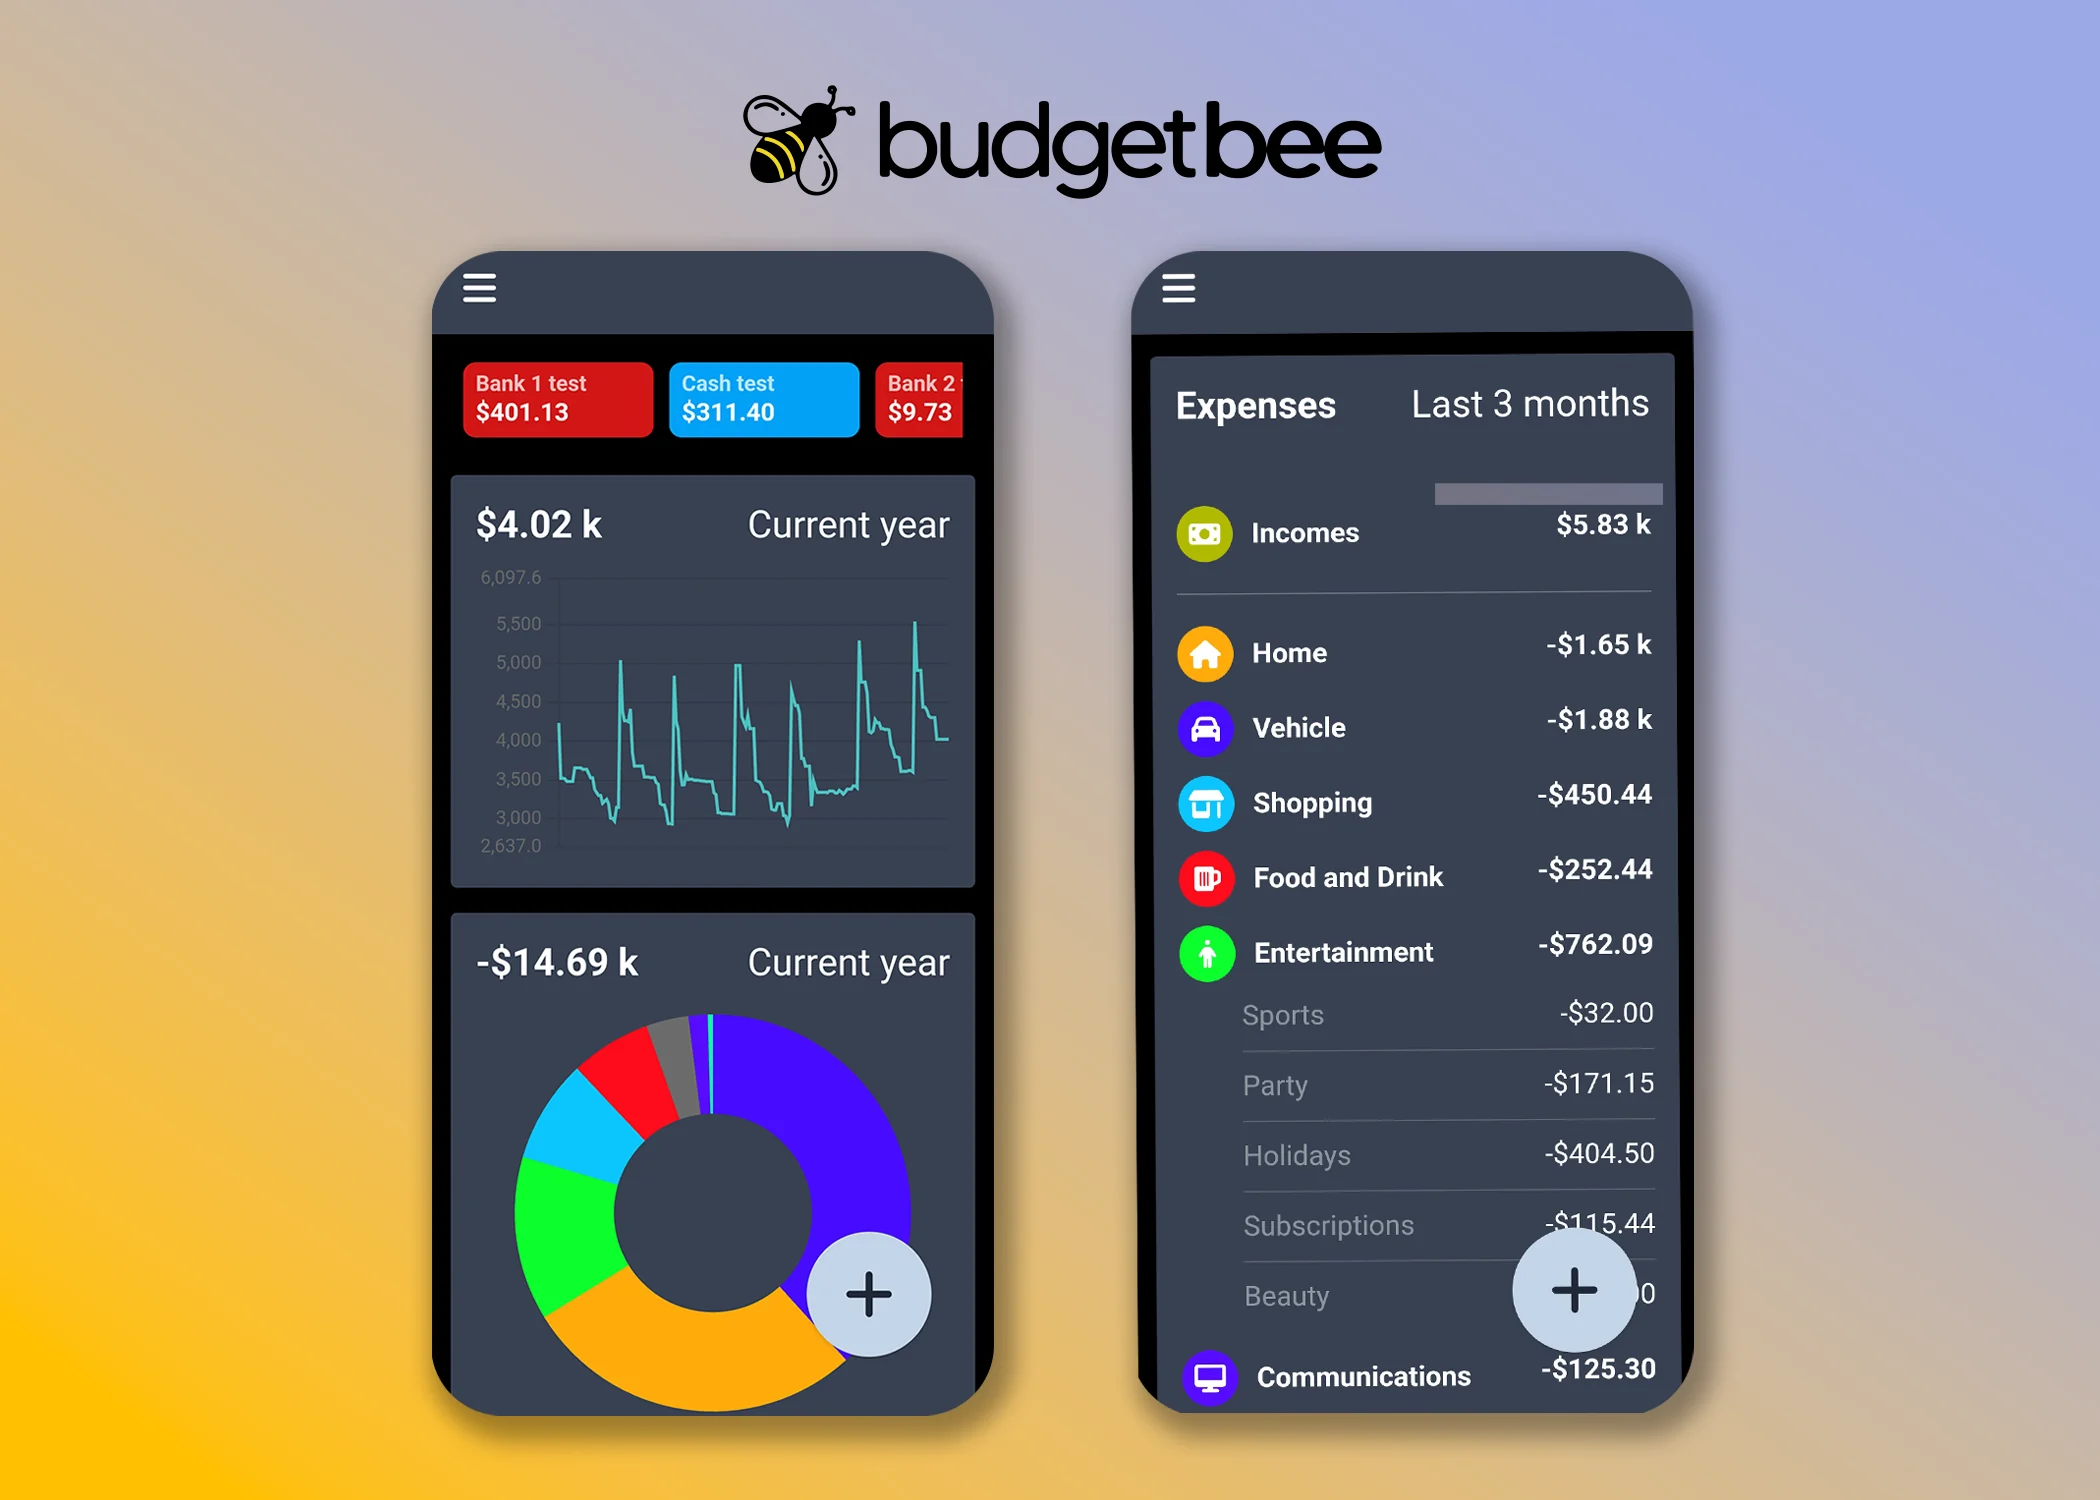 budgetbee
Bank 1 test
$401.13
Cash test
$311.40
Bank 2
$9.73
$4.02 k
Current year
6,097.6
5,500
5,000
4,500
4,000
3,500
3,000
2,637.0
-$14.69 k
Current year
Expenses
Last 3 months
Incomes
$5.83 k
Home
-$1.65 k
Vehicle
-$1.88 k
Shopping
-$450.44
Food and Drink
-$252.44
Entertainment
-$762.09
Sports
-$32.00
Party
-$171.15
Holidays
-$404.50
Subscriptions
-$115.44
Beauty
Communications
-$125.30